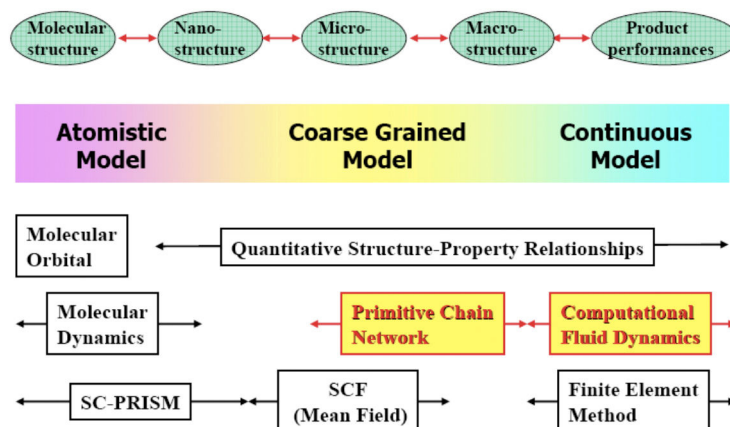 Molecular
structure
Nano-
structure
Micro-
structure
Macro-
structure
Product
performances
Atomistic
Model
Coarse Grained
Model
Continuous
Model
Molecular
Orbital
Quantitative Structure-Property Relationships
Molecular
Dynamics
Primitive Chain
Network
Computational
Fluid Dynamics
SC-PRISM
SCF
(Mean Field)
Finite Element
Method